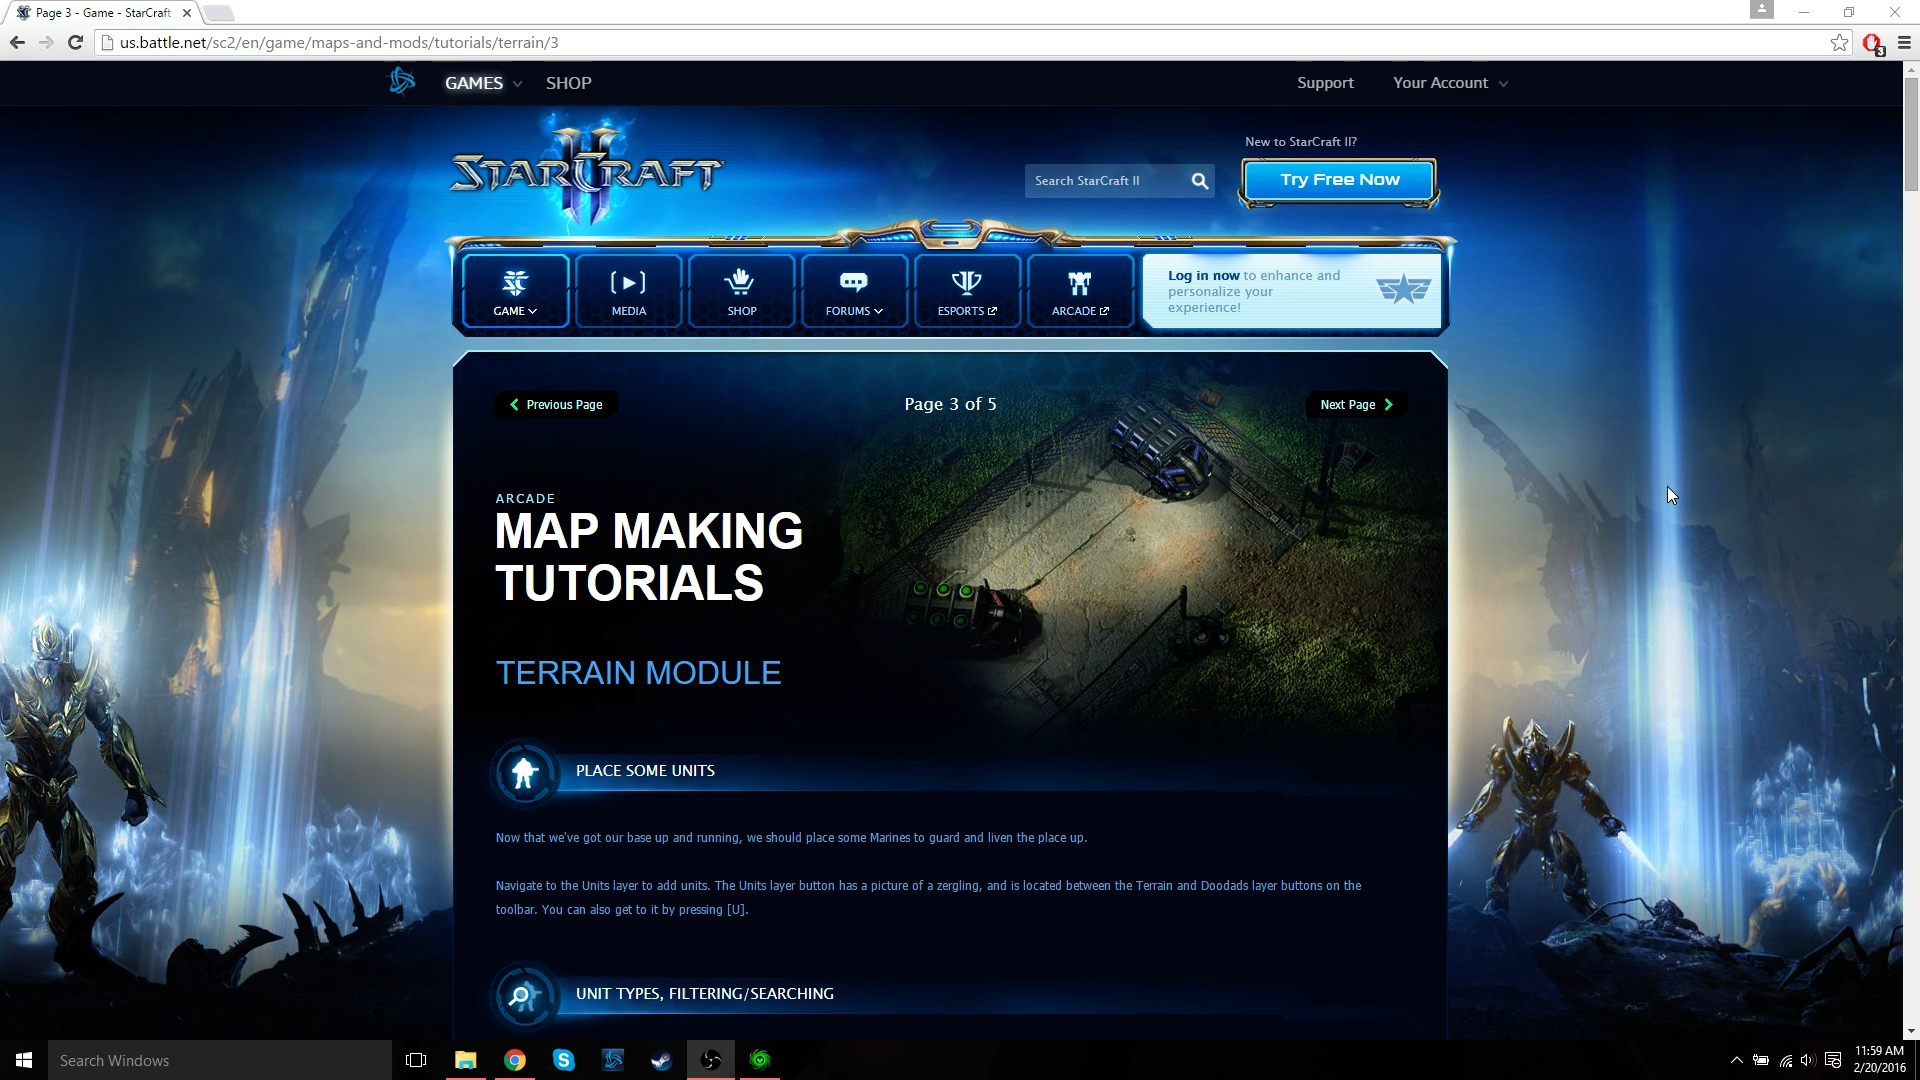 Page 3 - Game - StarCraft
us.battle.net/sc2/en/game/maps-and-mods/tutorials/terrain/3
3
GAMES SHOP Support Your Account
STARCRAFT II
New to StarCraft II?
Search StarCraft II
Try Free Now
GAME MEDIA SHOP FORUMS ESPORTS ARCADE
Log in now to enhance and
personalize your
experience!
Previous Page Page 3 of 5 Next Page
ARCADE
MAP MAKING
TUTORIALS
TERRAIN MODULE
PLACE SOME UNITS
Now that we've got our base up and running, we should place some Marines to guard and liven the place up.
Navigate to the Units layer to add units. The Units layer button has a picture of a zergling, and is located between the Terrain and Doodads layer buttons on the
toolbar. You can also get to it by pressing [U].
UNIT TYPES, FILTERING/SEARCHING
Search Windows
11:59 AM
2/20/2016